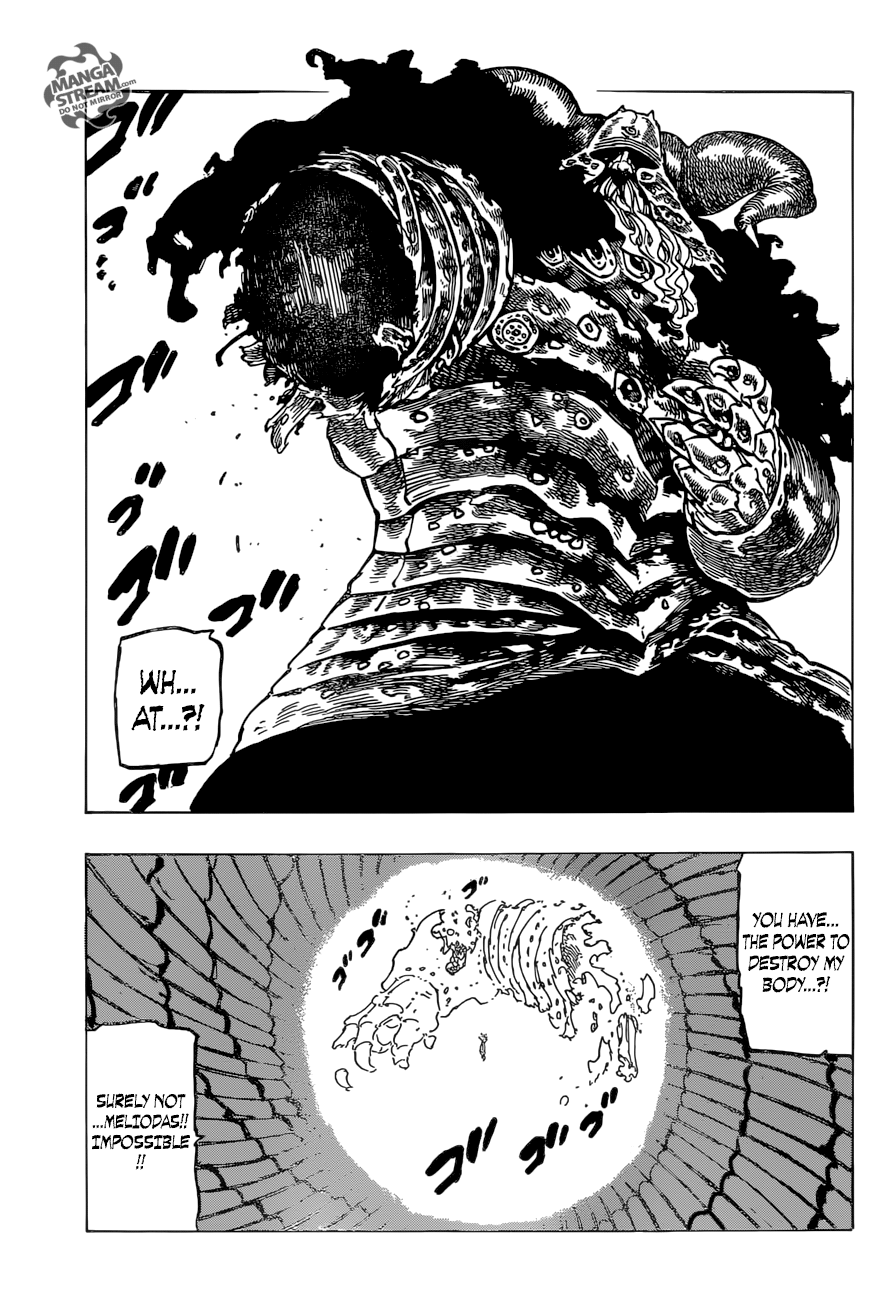 MANGA
STREAM.com
DO NOT MIRROR
ゴゴ
ゴゴ
ゴゴ
ゴゴ
WH...
AT...?!
ゴ
ゴ
YOU HAVE...
THE POWER TO
DESTROY MY
BODY...?!
ゴ
ゴゴ
SURELY NOT
...MELIODAS!!
IMPOSSIBLE
!!
ゴ
ゴゴ